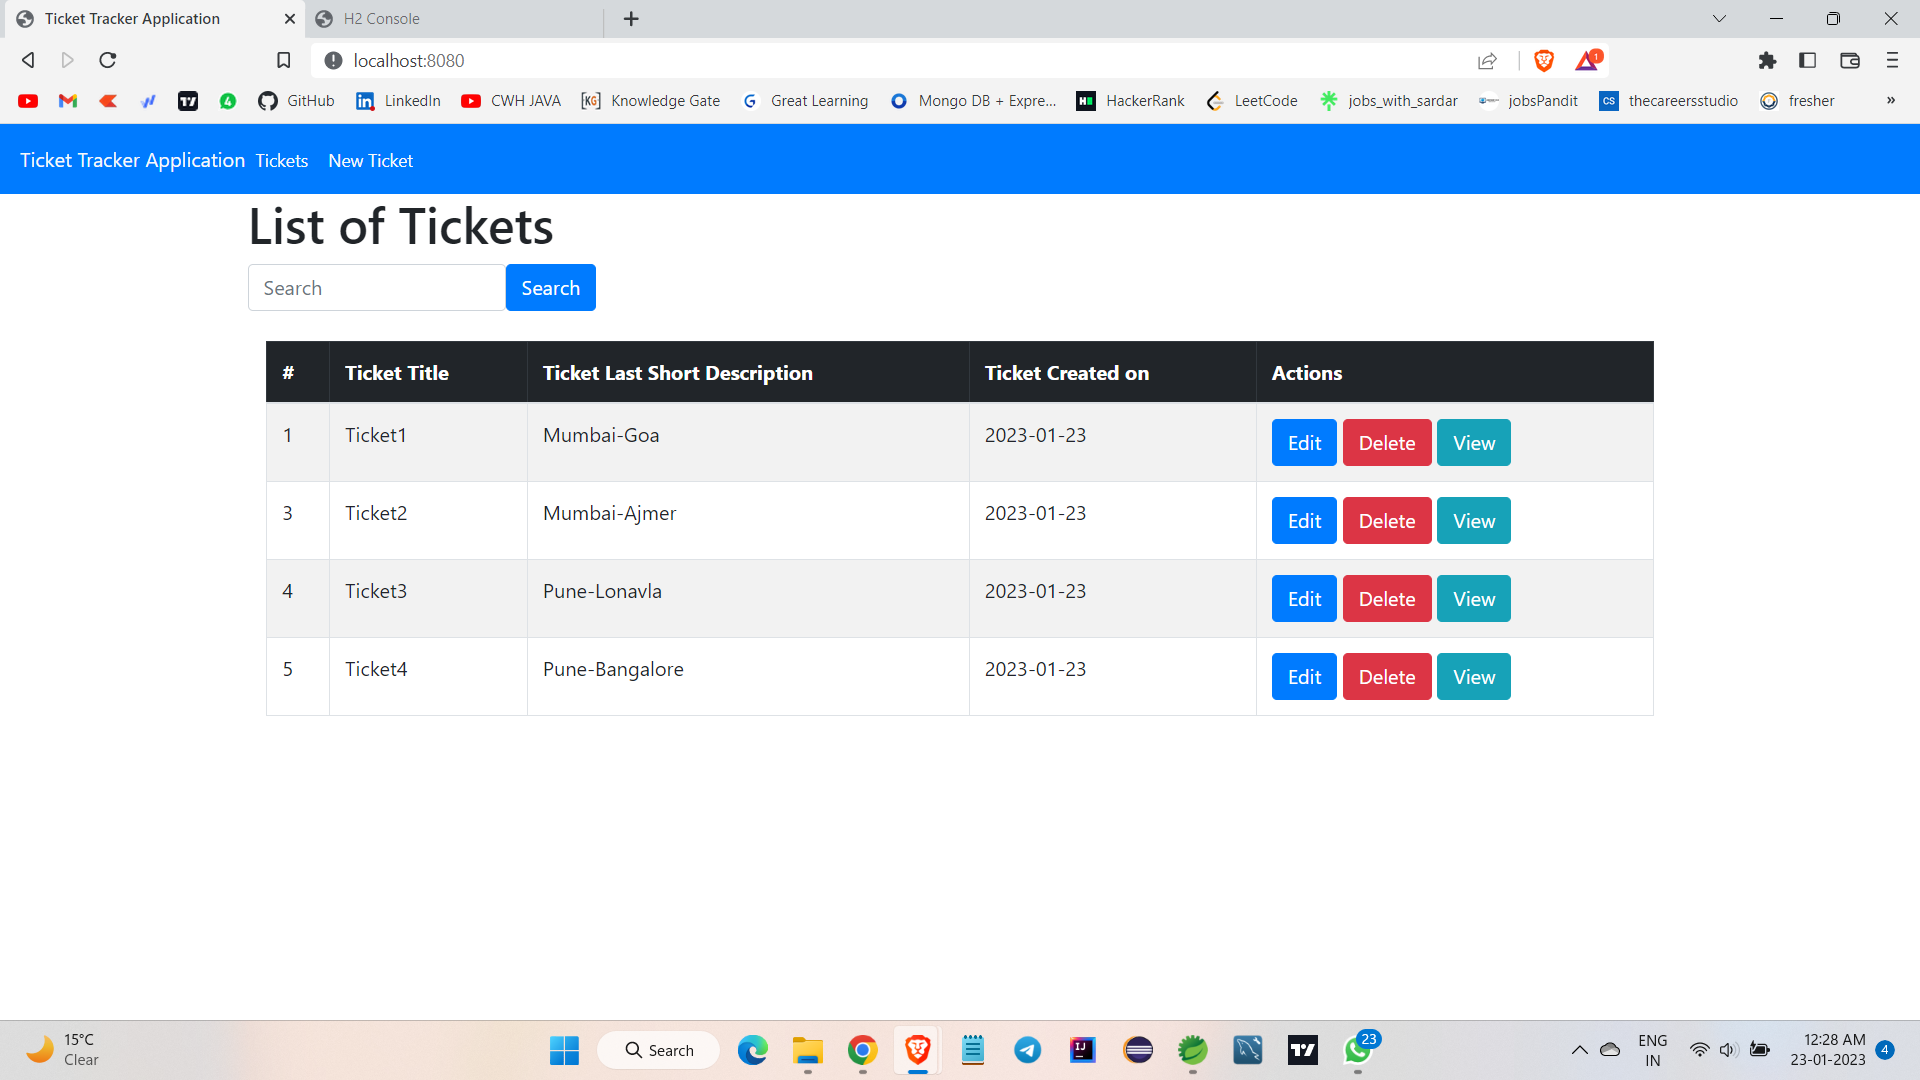 Ticket Tracker Application
H2 Console
localhost:8080
1
GitHub
LinkedIn
CWH JAVA
Knowledge Gate
Great Learning
Mongo DB + Expre...
HackerRank
LeetCode
jobs_with_sardar
jobsPandit
thecareersstudio
fresher
»
Ticket Tracker Application Tickets New Ticket
List of Tickets
Search Search
# Ticket Title Ticket Last Short Description Ticket Created on Actions
1 Ticket1 Mumbai-Goa 2023-01-23 Edit Delete View
3 Ticket2 Mumbai-Ajmer 2023-01-23 Edit Delete View
4 Ticket3 Pune-Lonavla 2023-01-23 Edit Delete View
5 Ticket4 Pune-Bangalore 2023-01-23 Edit Delete View
15°C
Clear
Search
23
ENG
IN
12:28 AM
23-01-2023
4